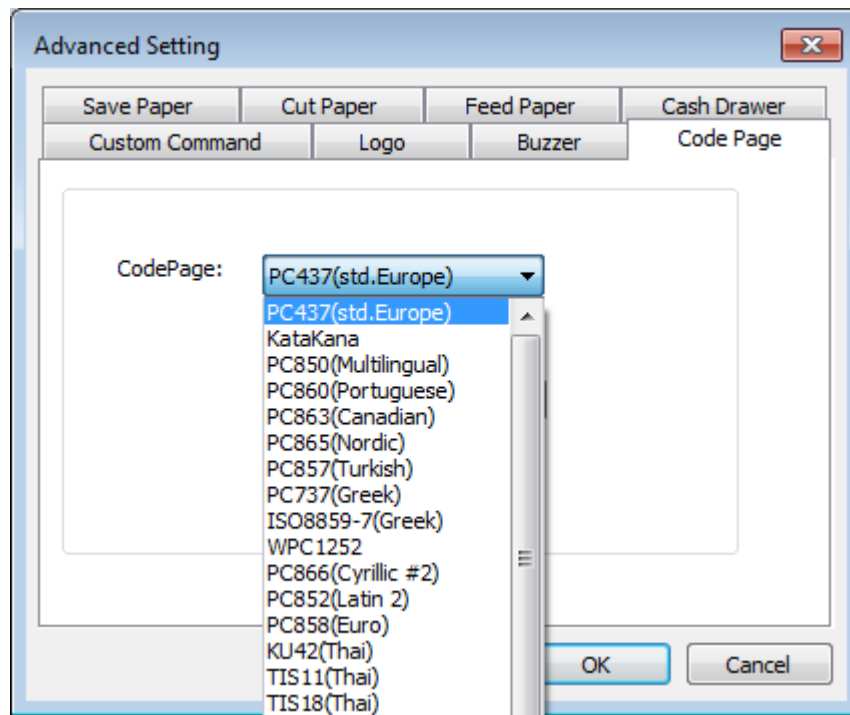 Advanced Setting
Save Paper Cut Paper Feed Paper Cash Drawer
Custom Command Logo Buzzer Code Page
CodePage: PC437(std.Europe)
PC437(std.Europe)
KataKana
PC850(Multilingual)
PC860(Portuguese)
PC863(Canadian)
PC865(Nordic)
PC857(Turkish)
PC737(Greek)
ISO8859-7(Greek)
WPC1252
PC866(Cyrillic #2)
PC852(Latin 2)
PC858(Euro)
KU42(Thai)
TIS11(Thai)
TIS18(Thai)
OK Cancel